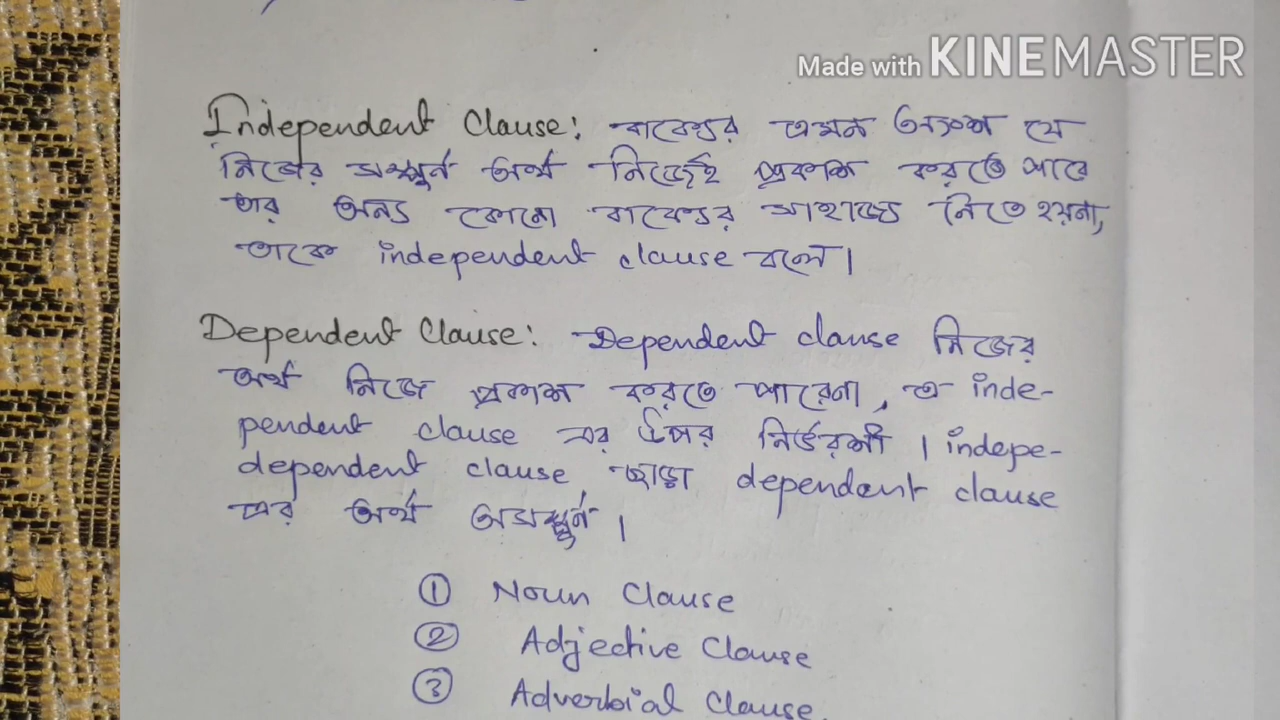 Made with KINEMASTER
Independent Clause: বাক্যের এমন অংশ যে
নিজের সম্পূর্ণ অর্থ নিজেই প্রকাশ করতে পারে
তার অন্য কোনো বাক্যের সাহায্যে নিতে হয়না,
তাকে independent clause বলে।
Dependent Clause: Dependent clause নিজের
অর্থ নিজে প্রকাশ করতে পারেনা, এ inde-
pendent clause এর উপর নির্ভরশী। indepe-
dependent clause ছাড়া dependent clause
এর অর্থ অসম্পূর্ন।
① Noun Clause
② Adjective Clause
③ Adverbial Clause.